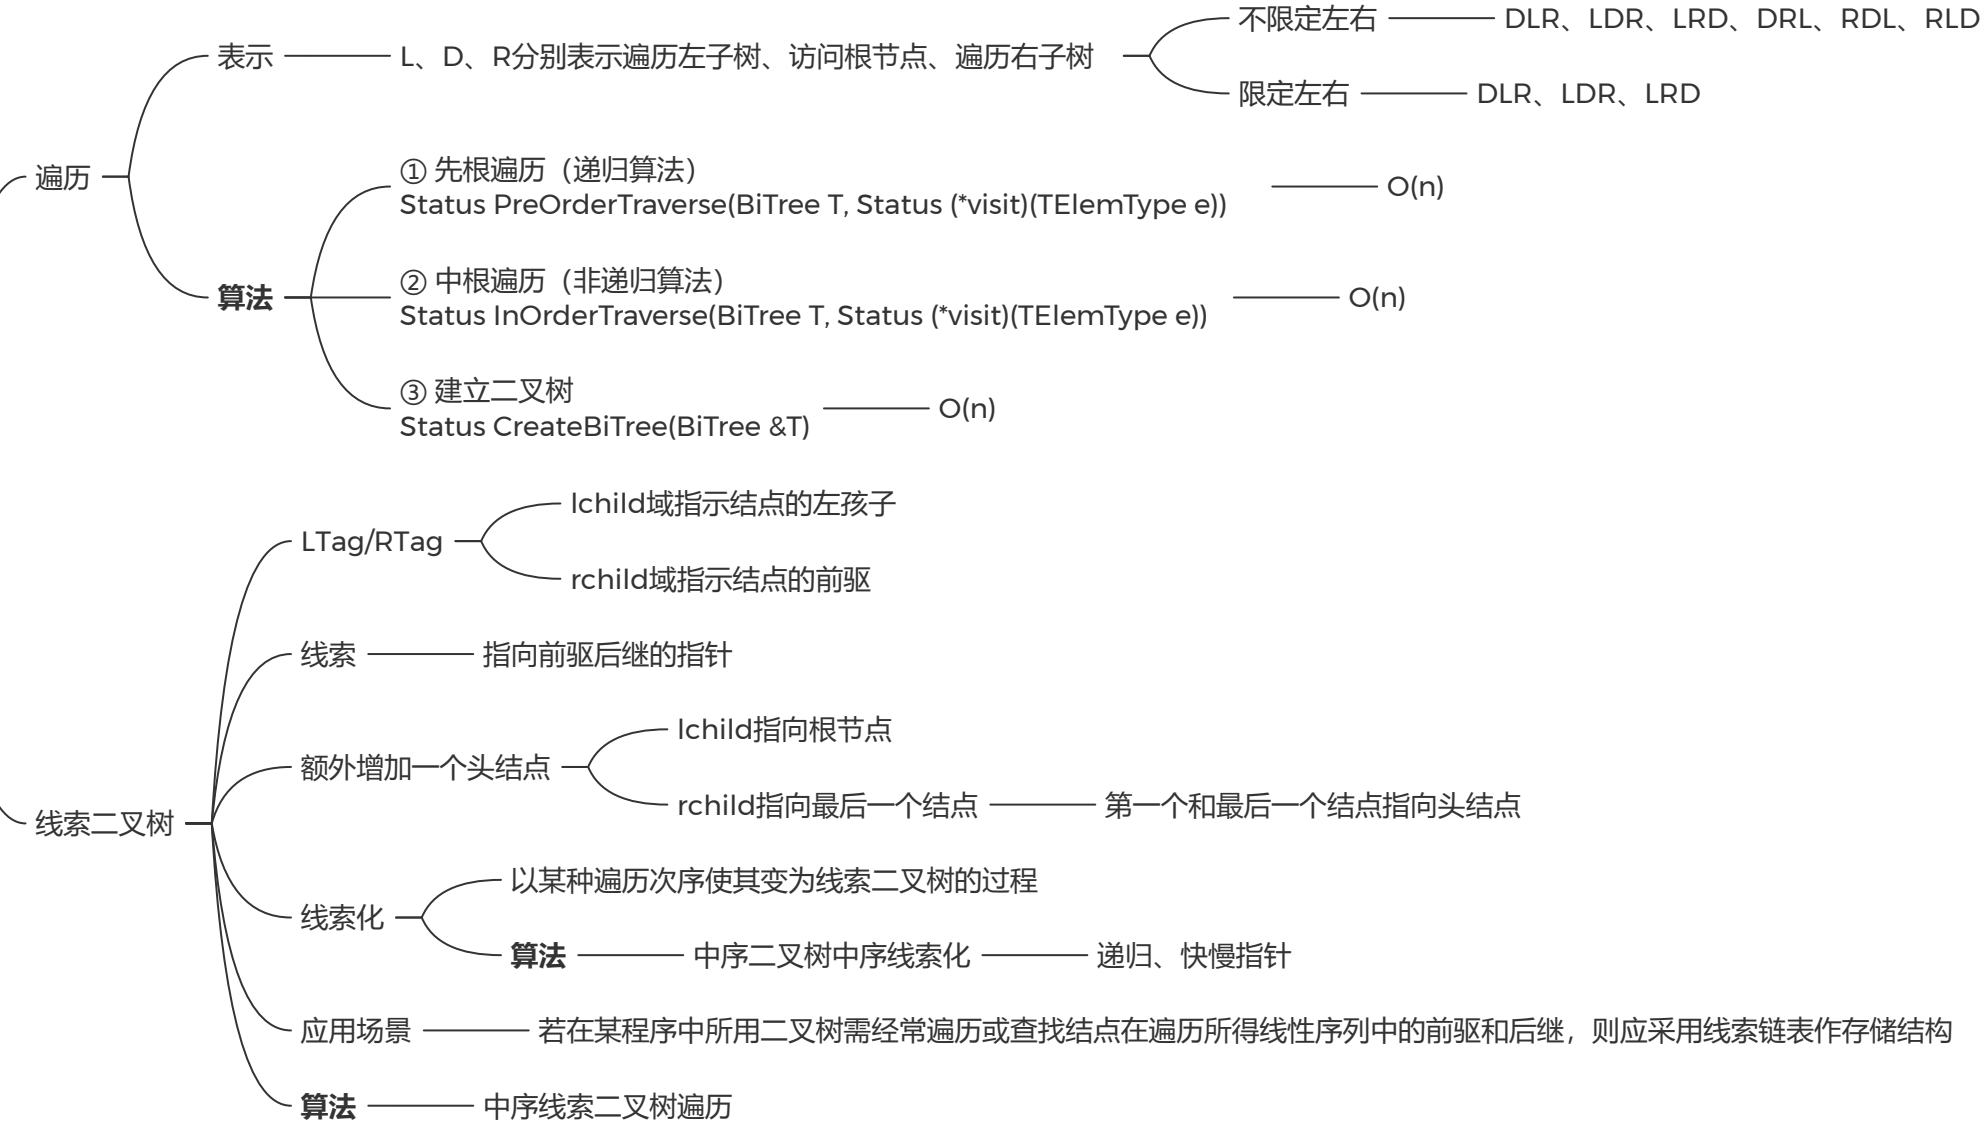 遍历
表示
L、D、R分别表示遍历左子树、访问根节点、遍历右子树
不限定左右
DLR、LDR、LRD、DRL、RDL、RLD
限定左右
DLR、LDR、LRD
算法
① 先根遍历（递归算法）
Status PreOrderTraverse(BiTree T, Status (*visit)(TElemType e))
O(n)
② 中根遍历（非递归算法）
Status InOrderTraverse(BiTree T, Status (*visit)(TElemType e))
O(n)
③ 建立二叉树
Status CreateBiTree(BiTree &T)
O(n)
线索二叉树
LTag/RTag
lchild域指示结点的左孩子
rchild域指示结点的前驱
线索
指向前驱后继的指针
额外增加一个头结点
lchild指向根节点
rchild指向最后一个结点
第一个和最后一个结点指向头结点
线索化
以某种遍历次序使其变为线索二叉树的过程
算法
中序二叉树中序线索化
递归、快慢指针
应用场景
若在某程序中所用二叉树需经常遍历或查找结点在遍历所得线性序列中的前驱和后继，则应采用线索链表作存储结构
算法
中序线索二叉树遍历